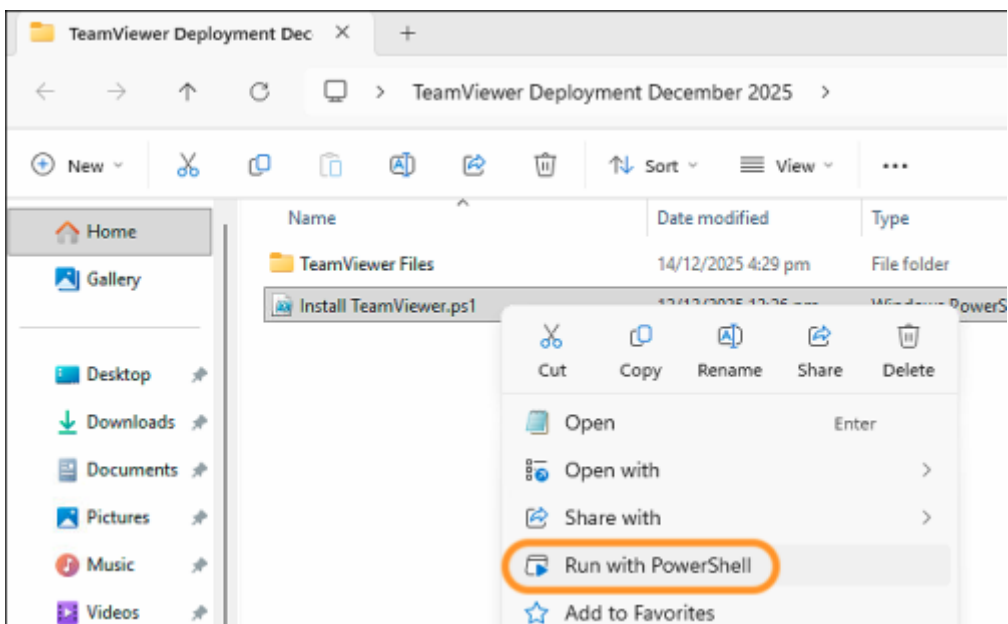 TeamViewer Deployment Dec
TeamViewer Deployment December 2025
New
Sort
View
Name
Date modified
Type
Home
Gallery
TeamViewer Files
14/12/2025 4:29 pm
File folder
Install TeamViewer.ps1
Cut
Copy
Rename
Share
Delete
Desktop
Open
Enter
Downloads
Open with
Documents
Share with
Pictures
Run with PowerShell
Music
Add to Favorites
Videos